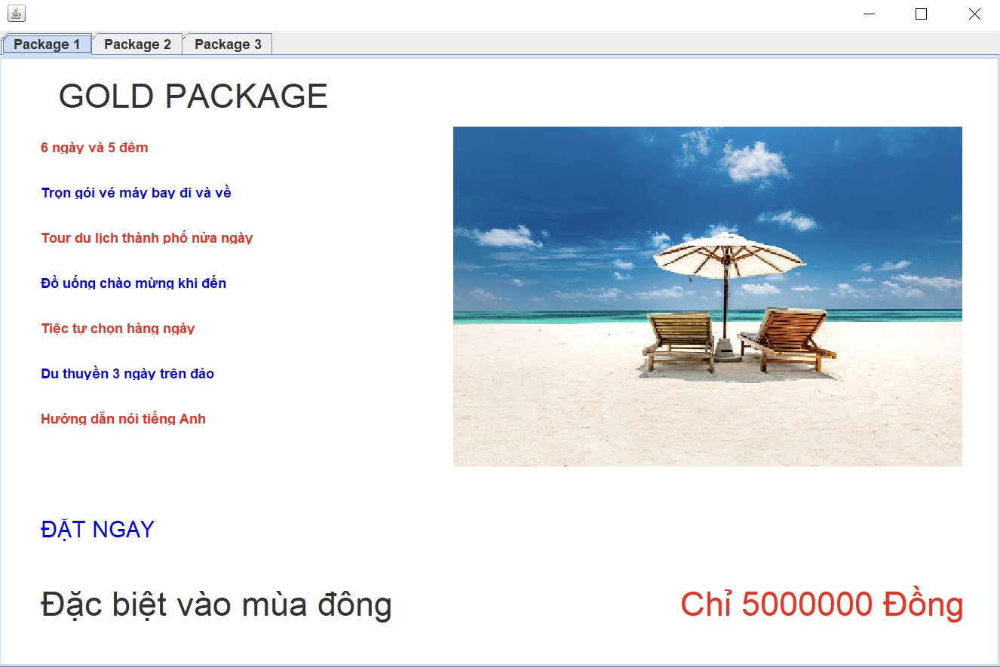 Package 1 Package 2 Package 3
GOLD PACKAGE
6 ngày và 5 đêm
Trọn gói vé máy bay đi và về
Tour du lịch thành phố nửa ngày
Đồ uống chào mừng khi đến
Tiệc tự chọn hàng ngày
Du thuyền 3 ngày trên đảo
Hướng dẫn nói tiếng Anh
ĐẶT NGAY
Đặc biệt vào mùa đông
Chỉ 5000000 Đồng